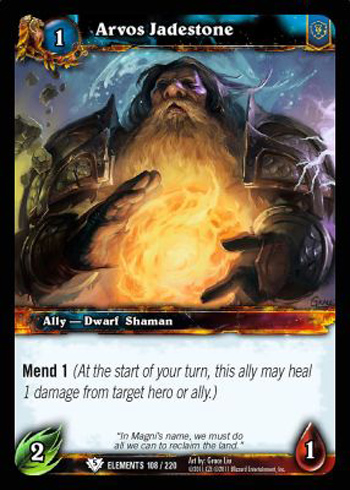 1
Arvos Jadestone
Ally — Dwarf Shaman
Mend 1 (At the start of your turn, this ally may heal
1 damage from target hero or ally.)
"In Magni's name, we must do
all we can to reclaim the land."
2
ELEMENTS 108 / 220
Art by: Grace Liu
1